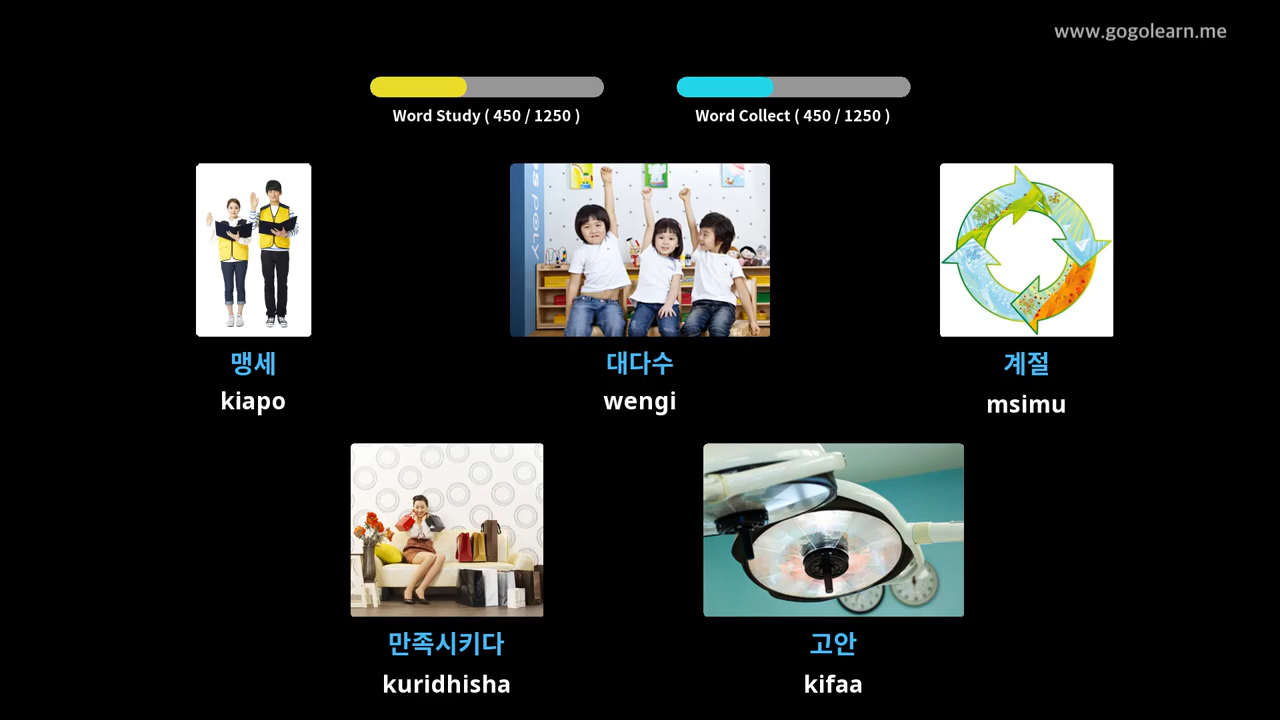 www.gogolearn.me
Word Study ( 450 / 1250 )
Word Collect ( 450 / 1250 )
맹세
kiapo
대다수
wengi
계절
msimu
만족시키다
kuridhisha
고안
kifaa